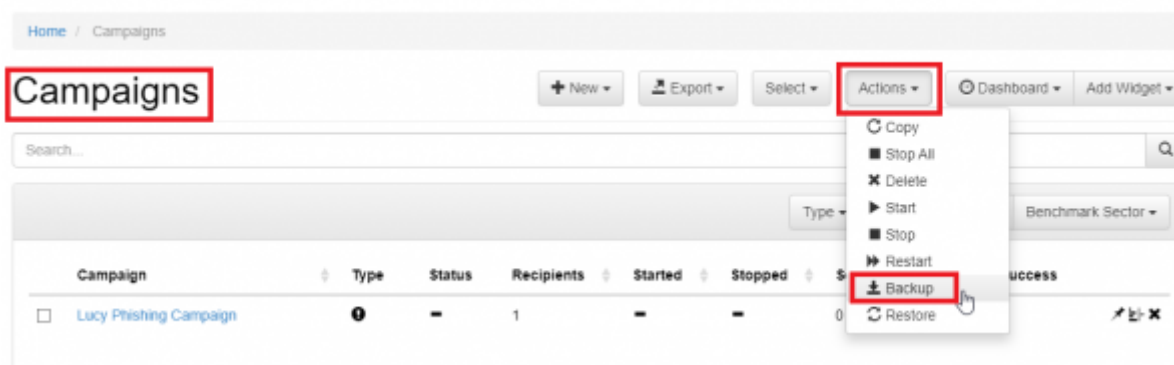 Home / Campaigns
Campaigns
New Export Select Actions Dashboard Add Widget
Search...
Copy
Stop All
Delete
Type Benchmark Sector
Start
Stop
Restart
Campaign Type Status Recipients Started Stopped
Backup
Lucy Phishing Campaign 1 0
Restore